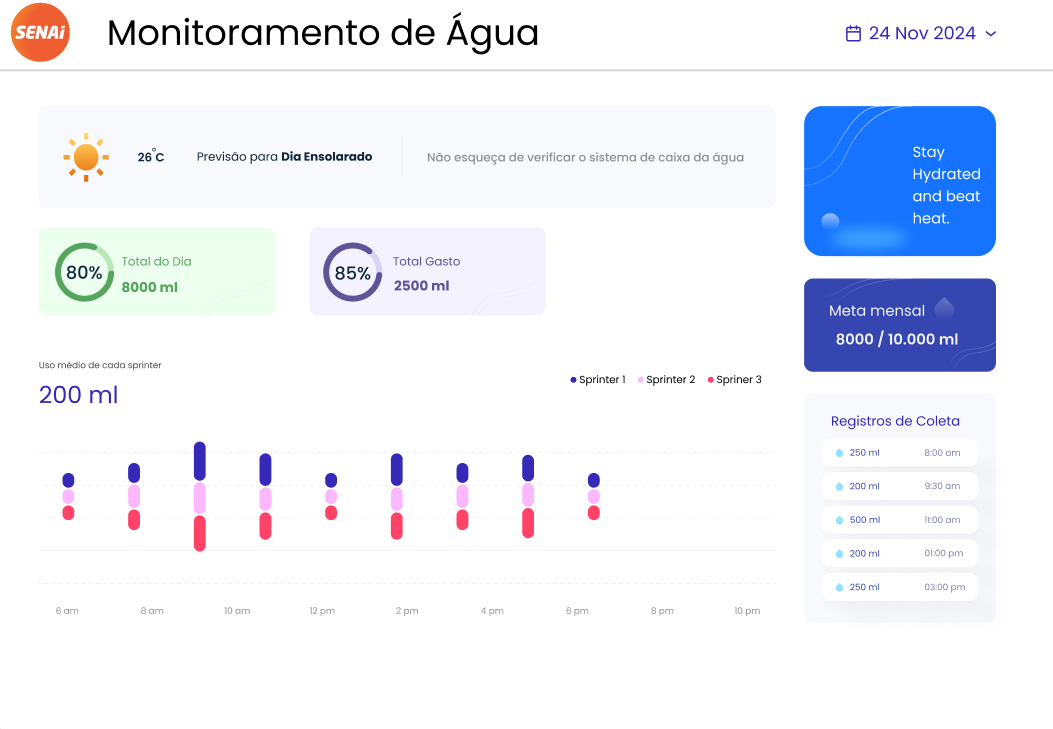 SENAI
Monitoramento de Água
24 Nov 2024
26°C
Previsão para Dia Ensolarado
Não esqueça de verificar o sistema de caixa da água
Stay
Hydrated
and beat
heat.
80%
Total do Dia
8000 ml
85%
Total Gasto
2500 ml
Meta mensal
8000 / 10.000 ml
Uso médio de cada sprinter
200 ml
Sprinter 1
Sprinter 2
Spriner 3
Registros de Coleta
250 ml 8:00 am
200 ml 9:30 am
500 ml 11:00 am
200 ml 01:00 pm
250 ml 03:00 pm
6 am 8 am 10 am 12 pm 2 pm 4 pm 6 pm 8 pm 10 pm